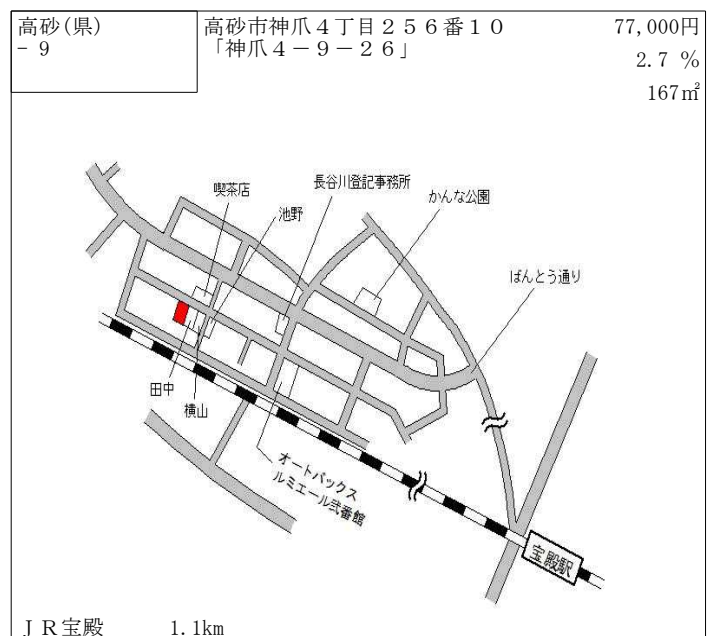 高砂(県)
- 9
高砂市神爪４丁目２５６番１０
「神爪４－９－２６」
77,000円
2.7 %
167㎡
喫茶店
長谷川登記事務所
池野
かんな公園
ばんとう通り
田中
横山
オートバックス
ルミエール弐番館
宝殿駅
ＪＲ宝殿 1.1km